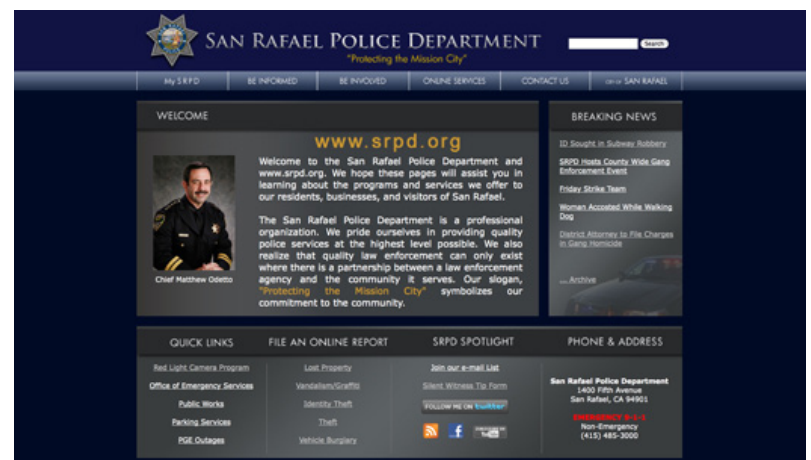 SAN RAFAEL POLICE DEPARTMENT
"Protecting the Mission City"
Search
My SRPD
BE INFORMED
BE INVOLVED
ONLINE SERVICES
CONTACT US
SAN RAFAEL
WELCOME
www.srpd.org
Welcome to the San Rafael Police Department and
www.srpd.org. We hope these pages will assist you in
learning about the programs and services we offer to
our residents, businesses, and visitors of San Rafael.
The San Rafael Police Department is a professional
organization. We pride ourselves in providing quality
police services at the highest level possible. We also
realize that quality law enforcement can only exist
where there is a partnership between a law enforcement
agency and the community it serves. Our slogan,
"Protecting the Mission City" symbolizes our
commitment to the community.
Chief Matthew Odetto
BREAKING NEWS
ID Sought in Subway Robbery
SRPD Hosts County Wide Gang
Enforcement Event
Friday Strike Team
Woman Accosted While Walking
Dog
District Attorney to File Charges
in Gang Homicide
.... Archive
QUICK LINKS
Red Light Camera Program
Office of Emergency Services
Public Works
Parking Services
PGE Outages
FILE AN ONLINE REPORT
Lost Property
Vandalism/Graffiti
Identity Theft
Theft
Vehicle Burglary
SRPD SPOTLIGHT
Join our e-mail List
Silent Witness Tip Form
FOLLOW ME ON twitter
PHONE & ADDRESS
San Rafael Police Department
1400 Fifth Avenue
San Rafael, CA 94901
EMERGENCY 9-1-1
Non-Emergency
(415) 485-3000